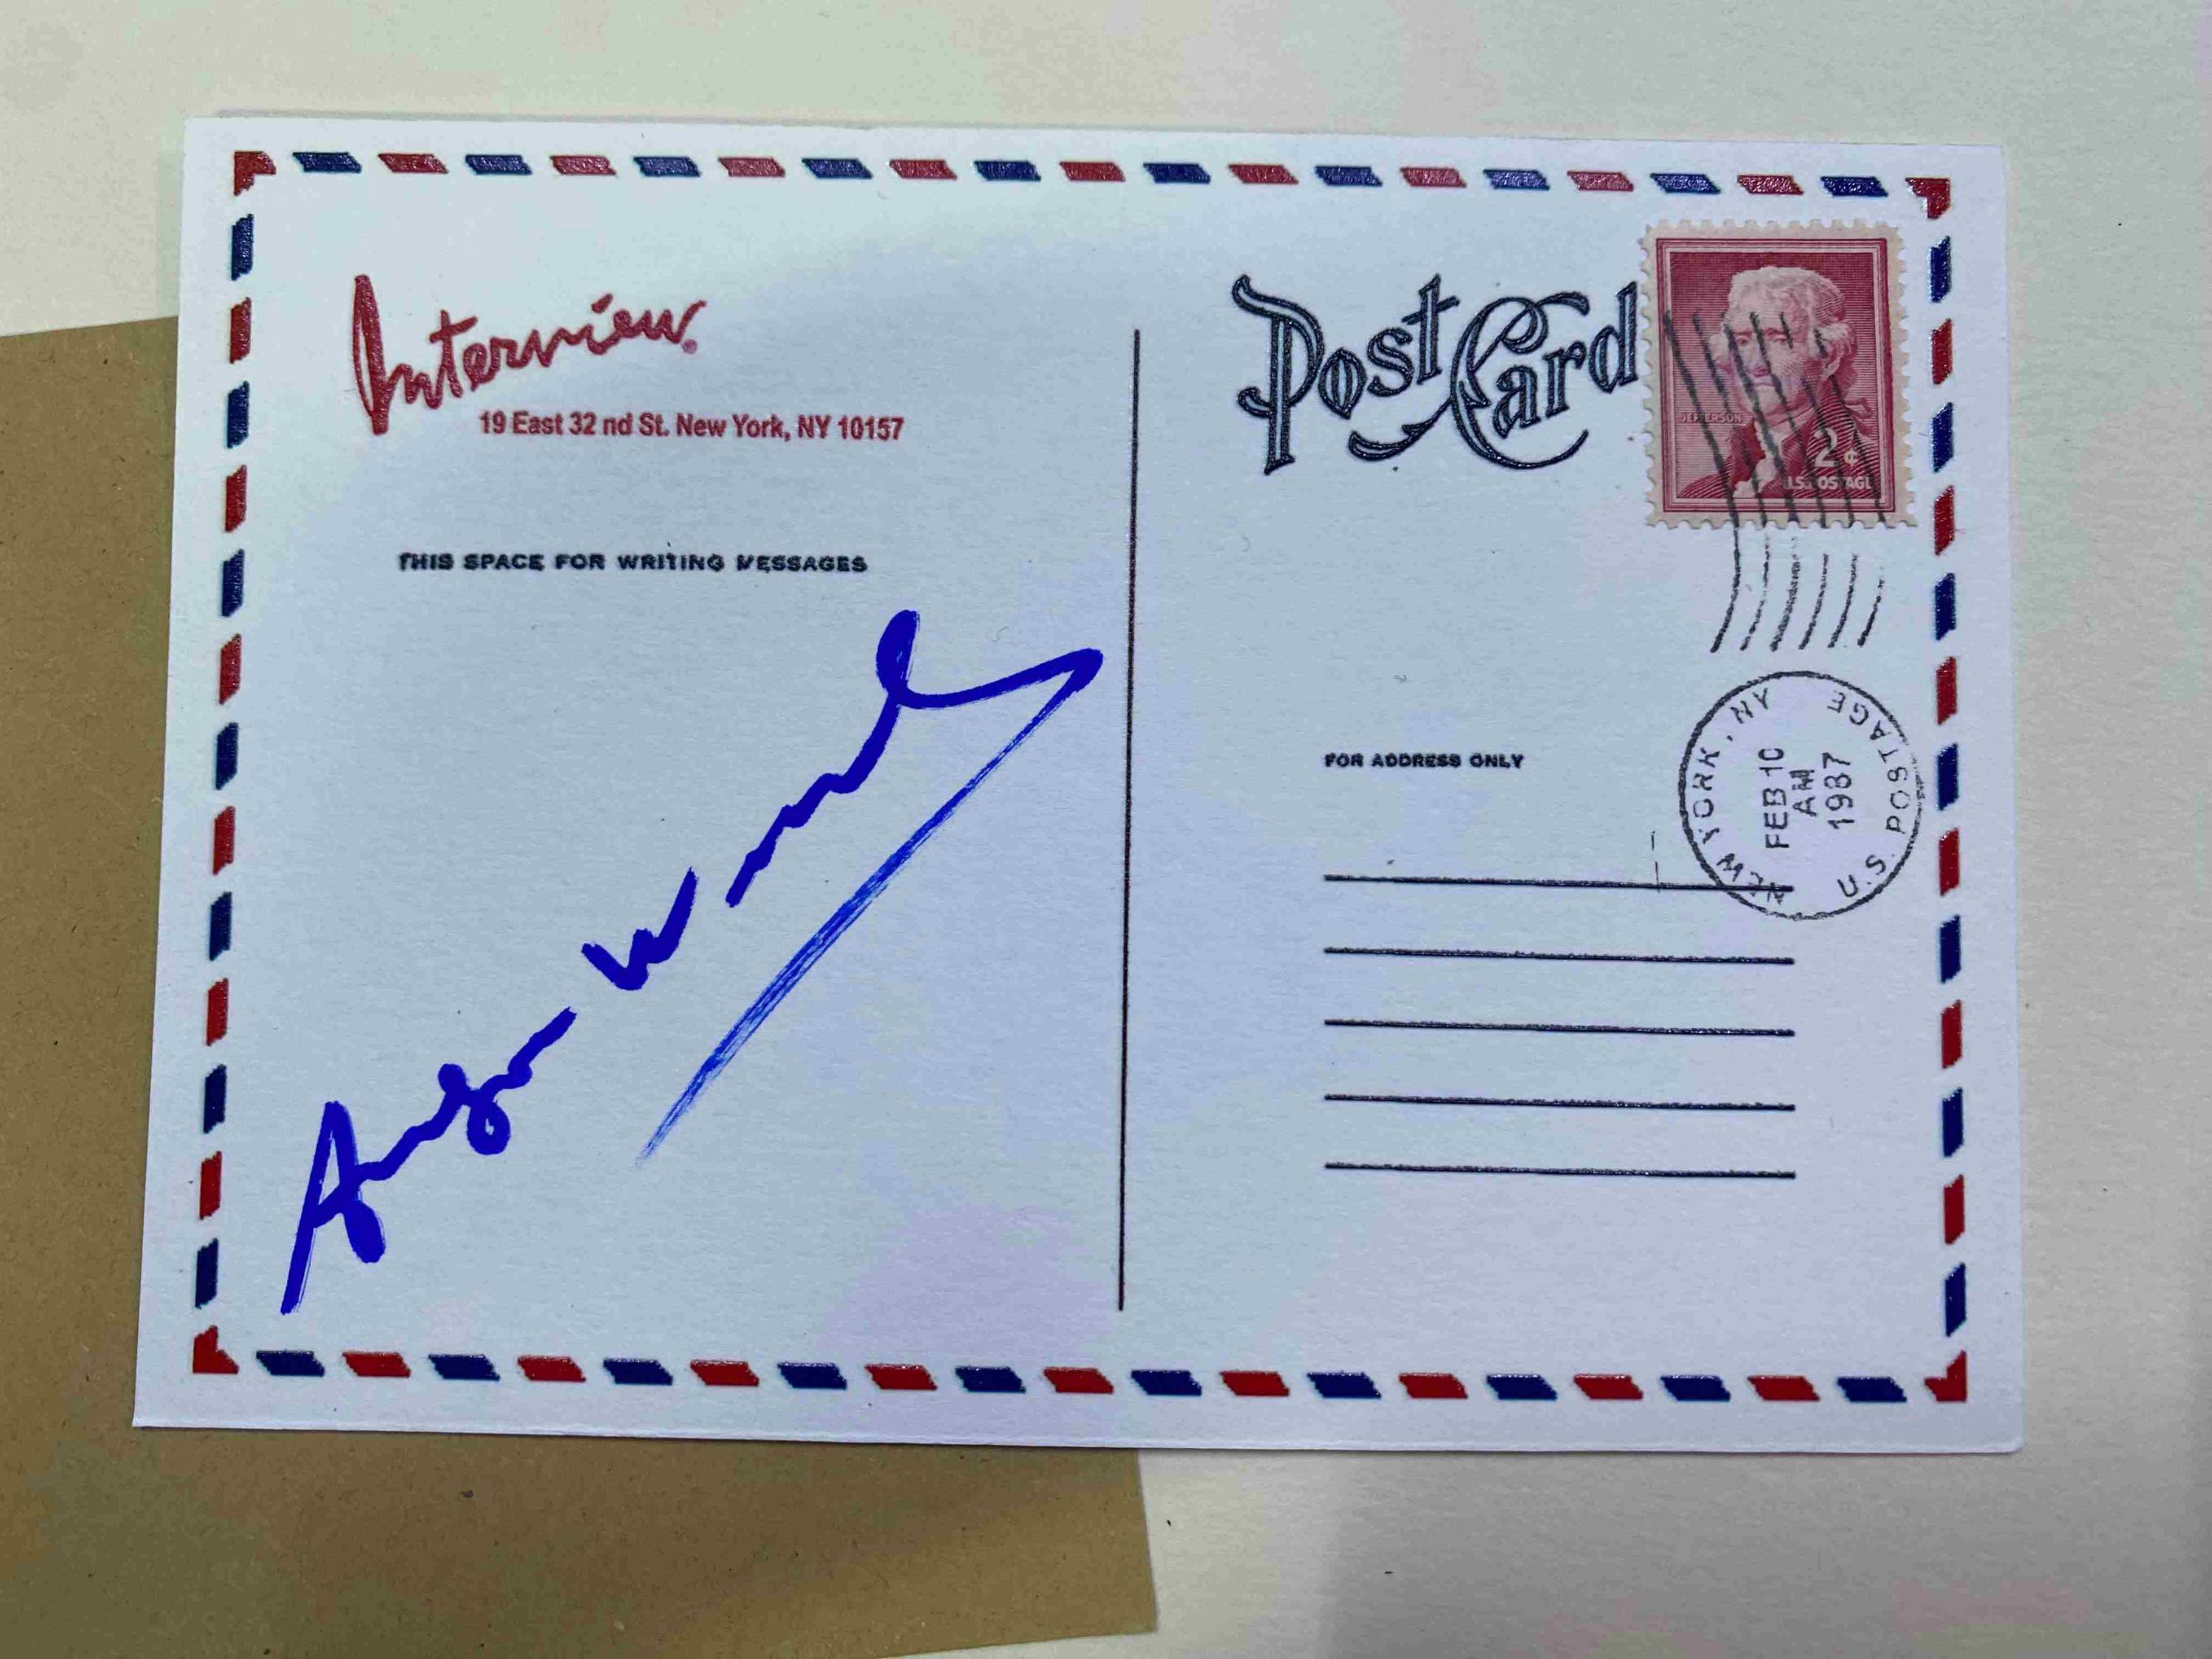 Interview
19 East 32 nd St. New York, NY 10157
THIS SPACE FOR WRITING MESSAGES
Post Card
JEFFERSON
2¢
U.S. POSTAGE
FOR ADDRESS ONLY
NEW YORK, NY
FEB 10
AM
1987
U.S. POSTAGE